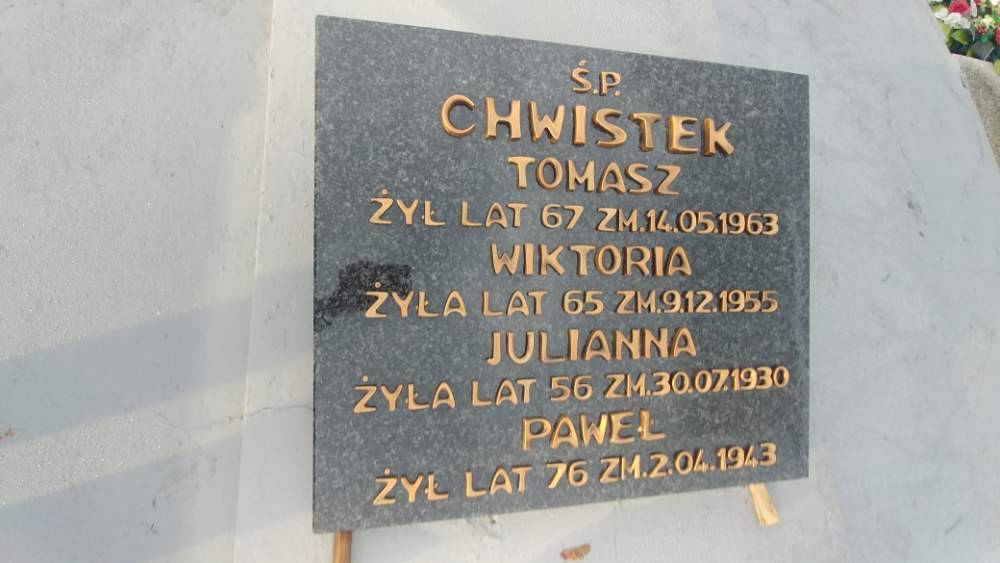 Ś.P.
CHWISTEK
TOMASZ
ŻYŁ LAT 67 ZM.14.05.1963
WIKTORIA
ŻYŁA LAT 65 ZM.9.12.1955
JULIANNA
ŻYŁA LAT 56 ZM.30.07.1930
PAWEŁ
ŻYŁ LAT 76 ZM.2.04.1943